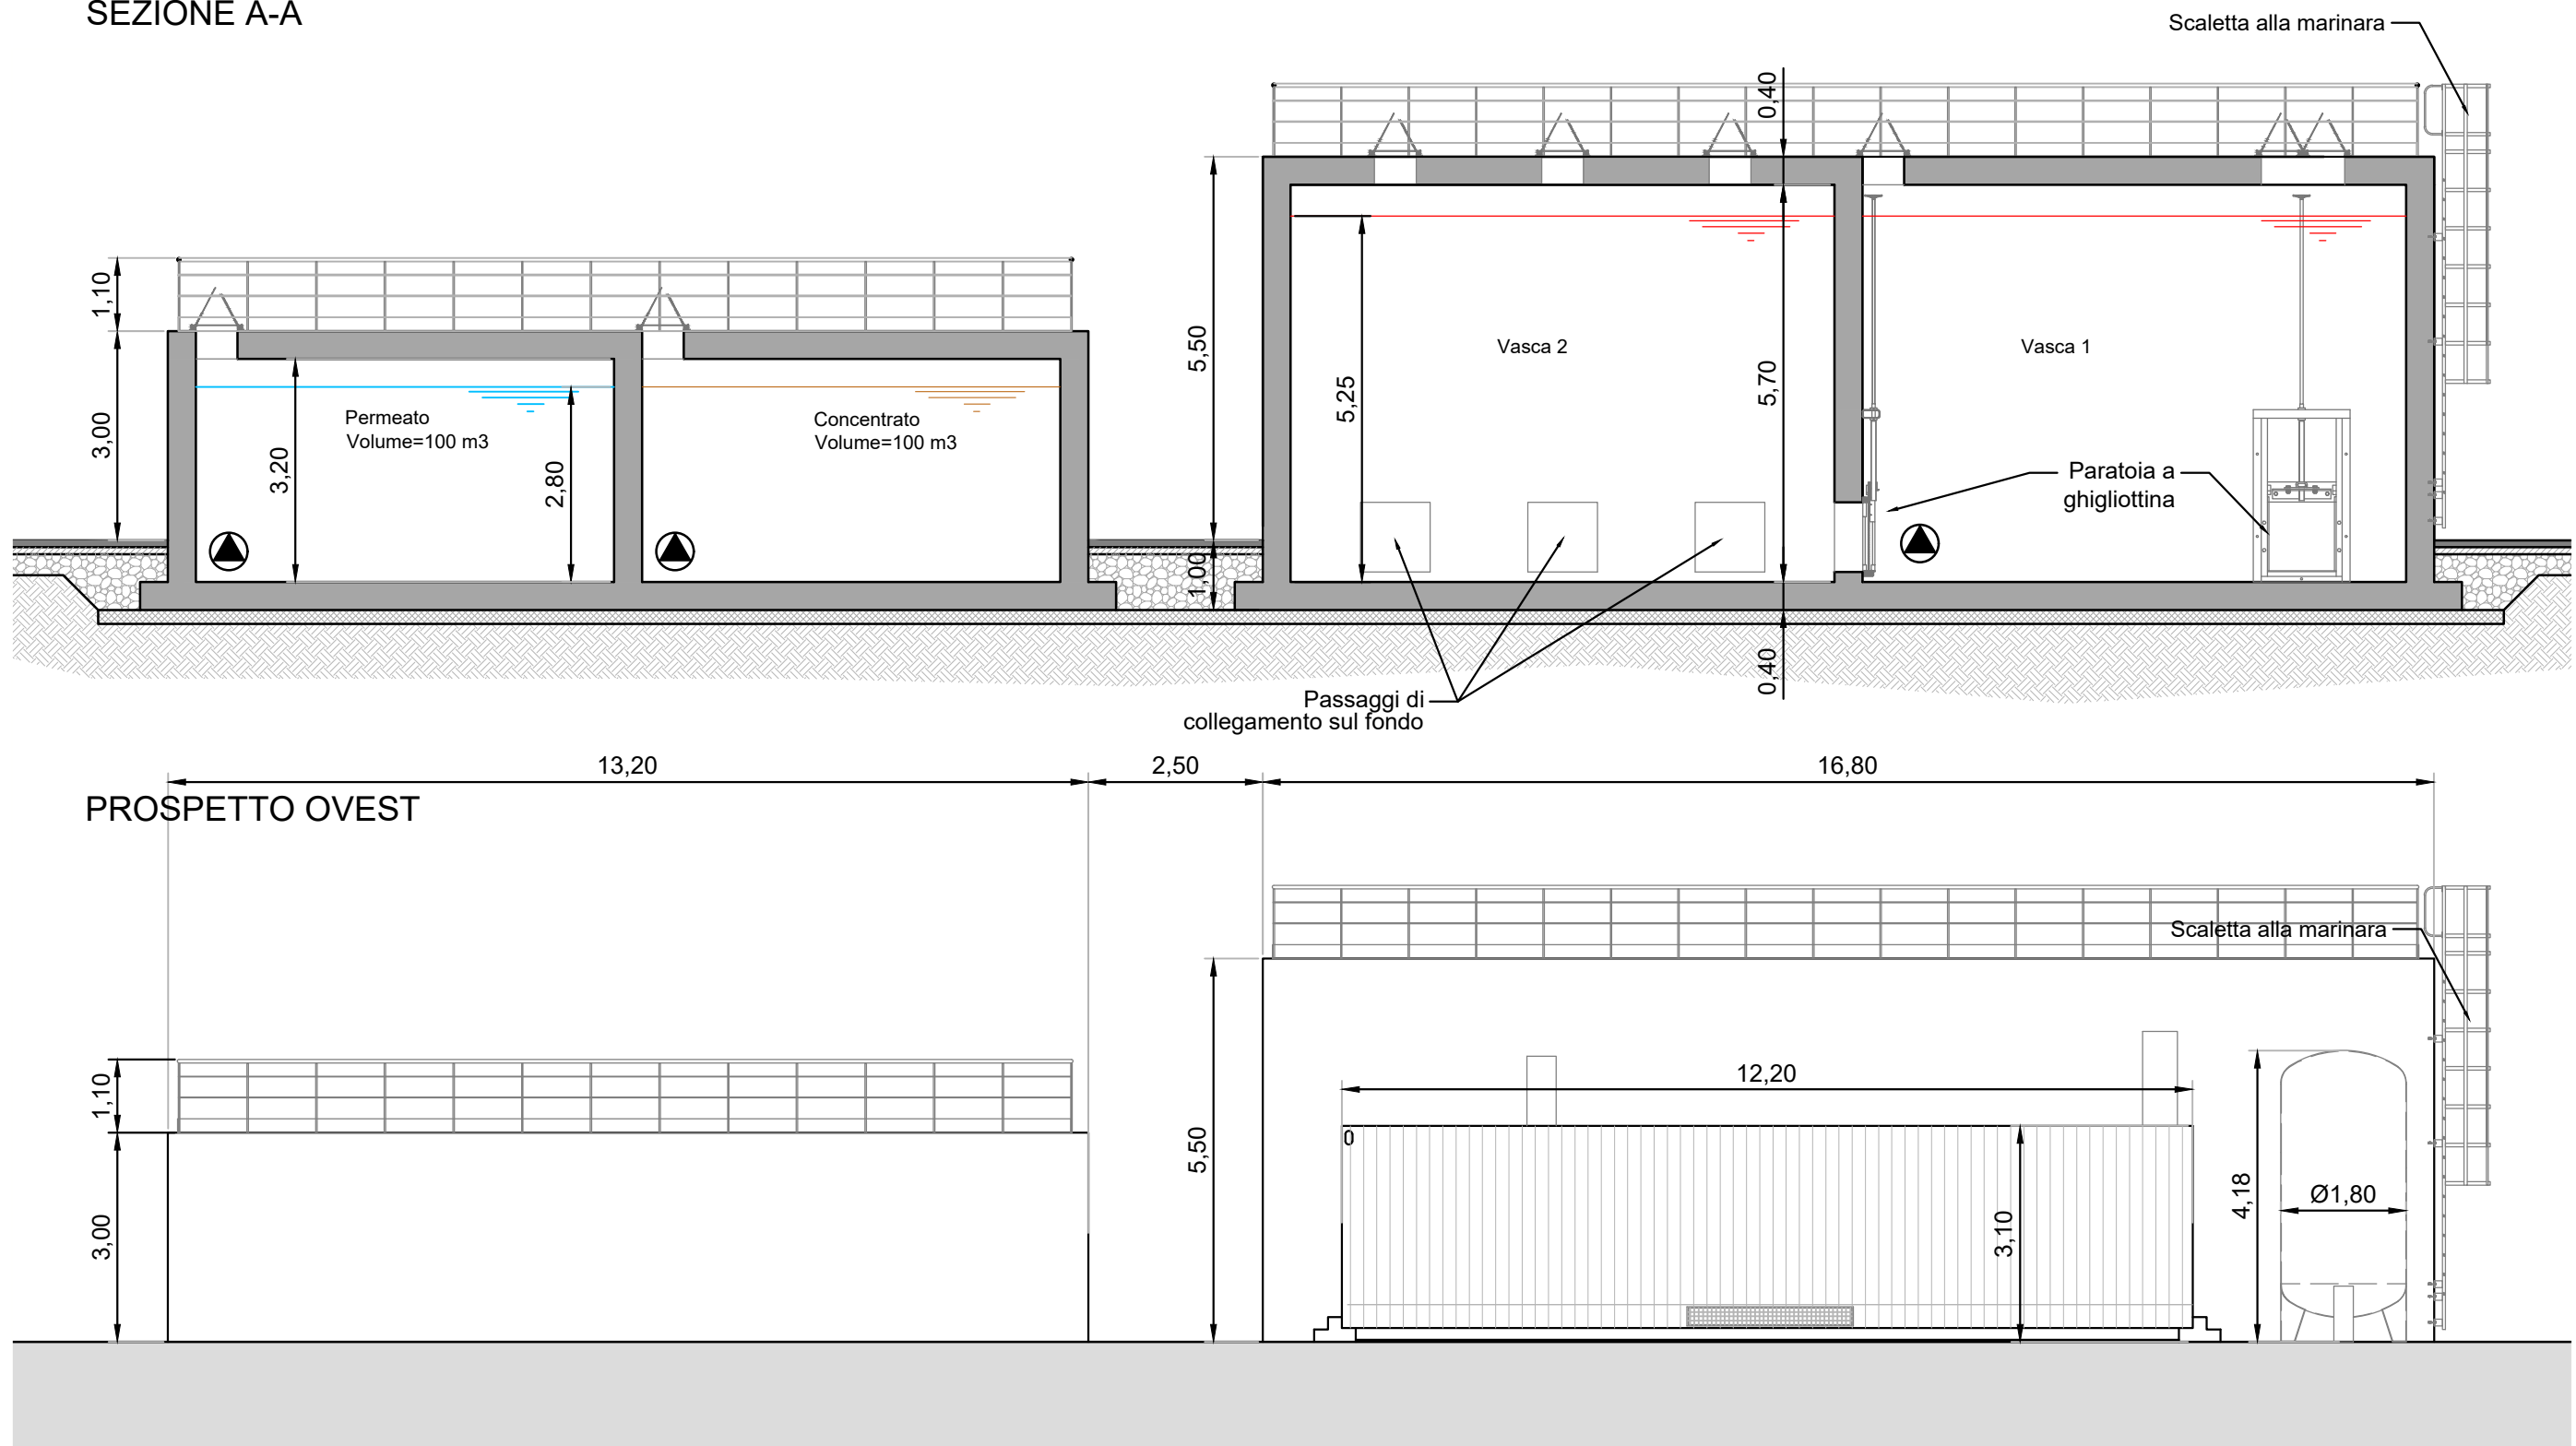 SEZIONE A-A
Scaletta alla marinara
0,40
1,10
3,00
5,50
5,25
5,70
Vasca 2
Vasca 1
Permeato
Volume=100 m3
Concentrato
Volume=100 m3
3,20
2,80
Paratoia a
ghigliottina
1,00
0,40
Passaggi di
collegamento sul fondo
13,20
2,50
16,80
PROSPETTO OVEST
Scaletta alla marinara
1,10
3,00
5,50
12,20
0
3,10
4,18
Ø1,80